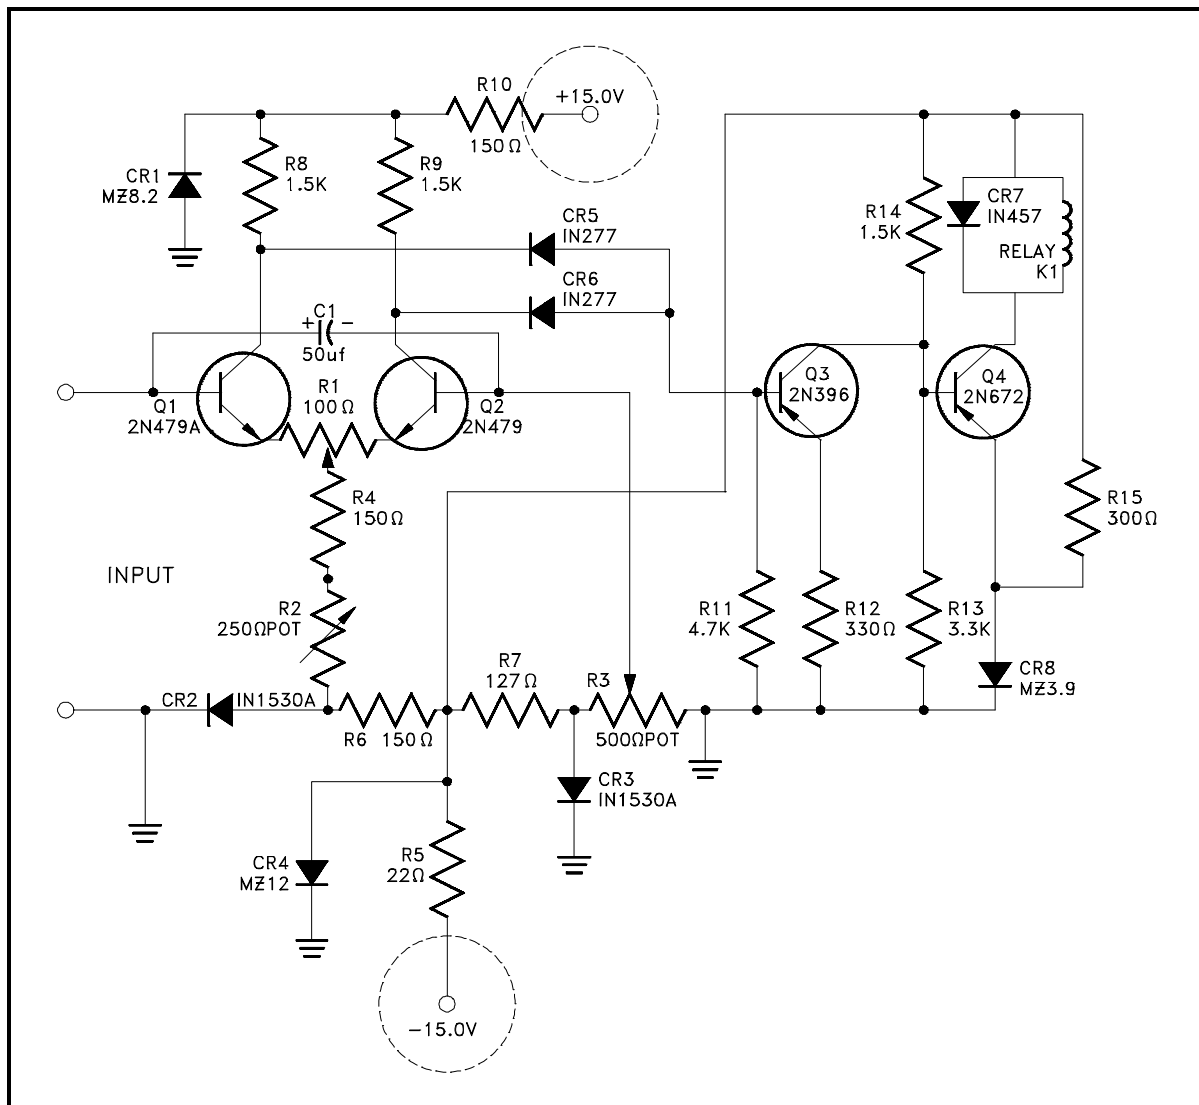 R10
+15.0V
150Ω
R8
1.5K
R9
1.5K
CR1
MZ8.2
CR5
IN277
CR6
IN277
CR7
IN457
R14
1.5K
RELAY
K1
C1
+ -
50uf
R1
100Ω
Q1
2N479A
Q2
2N479
Q3
2N396
Q4
2N672
R4
150Ω
R15
300Ω
INPUT
R2
250ΩPOT
R11
4.7K
R12
330Ω
R13
3.3K
R7
127Ω
R3
500ΩPOT
CR8
MZ3.9
CR2
IN1530A
R6 150Ω
CR3
IN1530A
CR4
MZ12
R5
22Ω
-15.0V